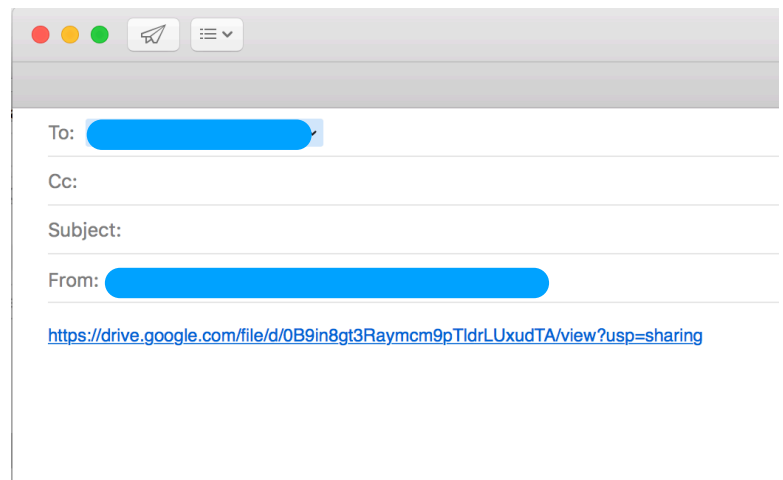 To:
Cc:
Subject:
From:
https://drive.google.com/file/d/0B9in8gt3Raymcm9pTldrLUxudTA/view?usp=sharing